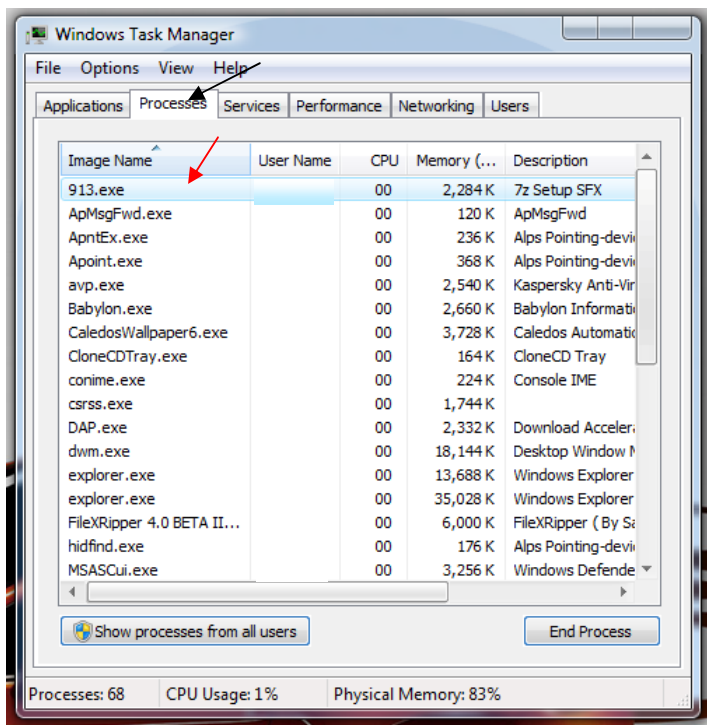 Windows Task Manager
File Options View Help
Applications Processes Services Performance Networking Users
Image Name User Name CPU Memory (... Description
913.exe 00 2,284 K 7z Setup SFX
ApMsgFwd.exe 00 120 K ApMsgFwd
ApntEx.exe 00 236 K Alps Pointing-devi
Apoint.exe 00 368 K Alps Pointing-devi
avp.exe 00 2,540 K Kaspersky Anti-Vir
Babylon.exe 00 2,660 K Babylon Informati
CaledosWallpaper6.exe 00 3,728 K Caledos Automatic
CloneCDTray.exe 00 164 K CloneCD Tray
conime.exe 00 224 K Console IME
csrss.exe 00 1,744 K
DAP.exe 00 2,332 K Download Acceler
dwm.exe 00 18,144 K Desktop Window M
explorer.exe 00 13,688 K Windows Explorer
explorer.exe 00 35,028 K Windows Explorer
FileXRipper 4.0 BETA II... 00 6,000 K FileXRipper ( By Sa
hidfind.exe 00 176 K Alps Pointing-devi
MSASCui.exe 00 3,256 K Windows Defende
Show processes from all users End Process
Processes: 68 CPU Usage: 1% Physical Memory: 83%